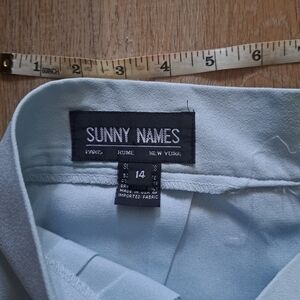 1 2 3 4 5 6
SUNNY NAMES
PARIS ROME NEW YORK
14
MADE IN USA OF
IMPORTED FABRIC